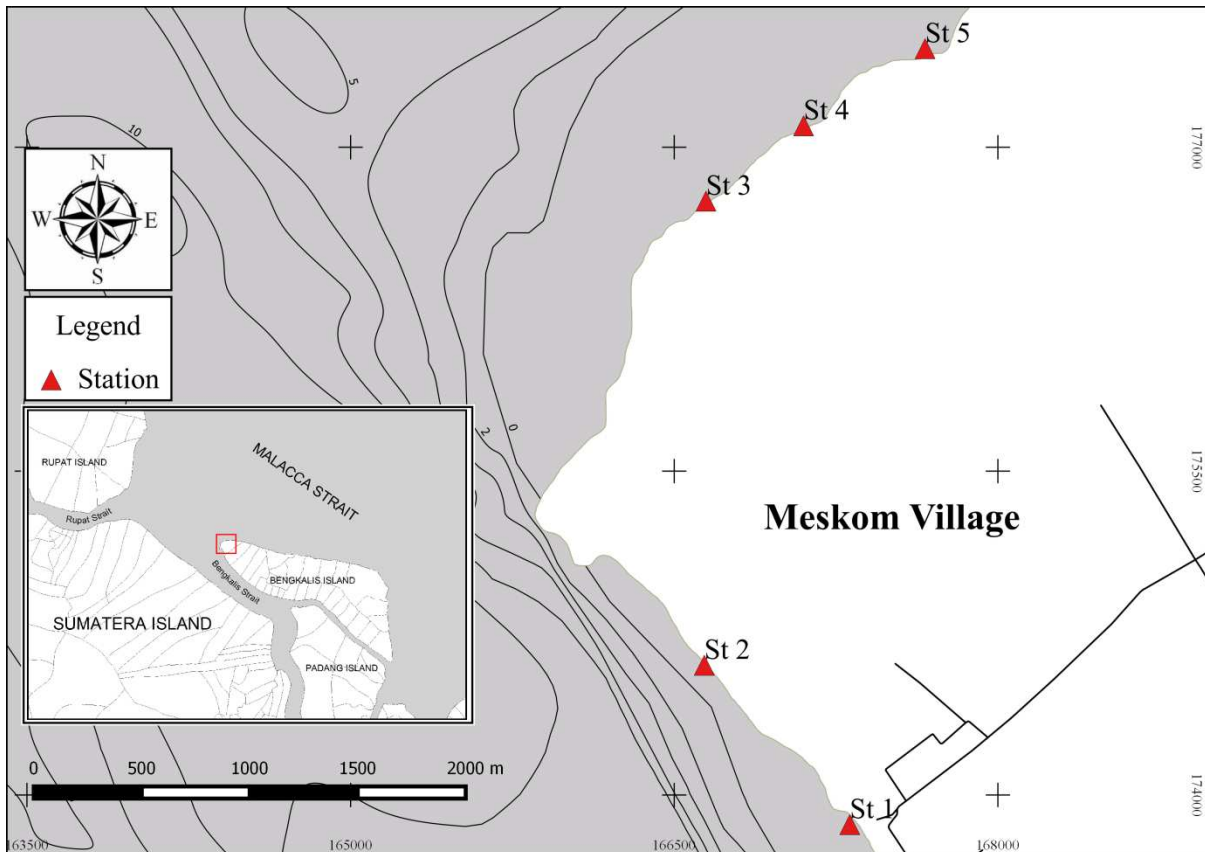 St 5
5
St 4
10
177000
N
W E
S
St 3
Legend
Station
0
2
RUPAT ISLAND
MALACCA STRAIT
Rupat Strait
175500
Meskom Village
Bengkalis Strait
BENGKALIS ISLAND
SUMATERA ISLAND
PADANG ISLAND
St 2
0 500 1000 1500 2000 m
St 1
174000
163500 165000 166500 168000